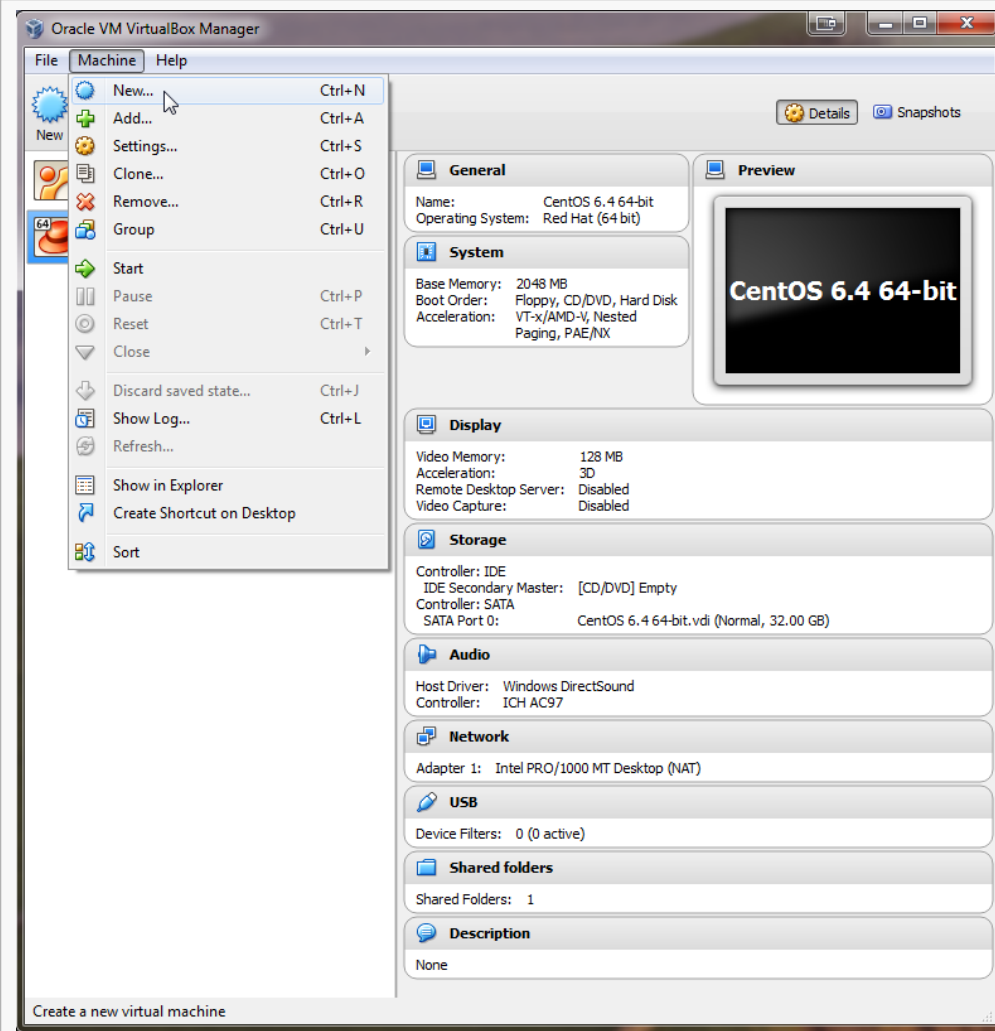 Oracle VM VirtualBox Manager
File Machine Help
New
New... Ctrl+N
Add... Ctrl+A
Settings... Ctrl+S
Clone... Ctrl+O
Remove... Ctrl+R
Group Ctrl+U
Start
Pause Ctrl+P
Reset Ctrl+T
Close
Discard saved state... Ctrl+J
Show Log... Ctrl+L
Refresh...
Show in Explorer
Create Shortcut on Desktop
Sort
64
Details Snapshots
General
Name: CentOS 6.4 64-bit
Operating System: Red Hat (64 bit)
System
Base Memory: 2048 MB
Boot Order: Floppy, CD/DVD, Hard Disk
Acceleration: VT-x/AMD-V, Nested
Paging, PAE/NX
Preview
CentOS 6.4 64-bit
Display
Video Memory: 128 MB
Acceleration: 3D
Remote Desktop Server: Disabled
Video Capture: Disabled
Storage
Controller: IDE
IDE Secondary Master: [CD/DVD] Empty
Controller: SATA
SATA Port 0: CentOS 6.4 64-bit.vdi (Normal, 32.00 GB)
Audio
Host Driver: Windows DirectSound
Controller: ICH AC97
Network
Adapter 1: Intel PRO/1000 MT Desktop (NAT)
USB
Device Filters: 0 (0 active)
Shared folders
Shared Folders: 1
Description
None
Create a new virtual machine